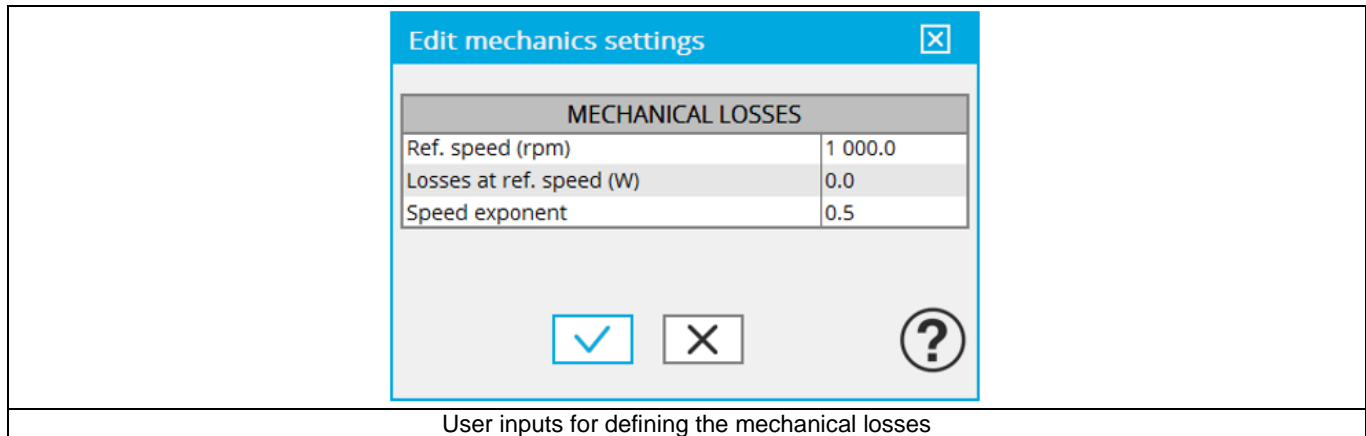 Edit mechanics settings
MECHANICAL LOSSES
Ref. speed (rpm) 1 000.0
Losses at ref. speed (W) 0.0
Speed exponent 0.5
?
User inputs for defining the mechanical losses